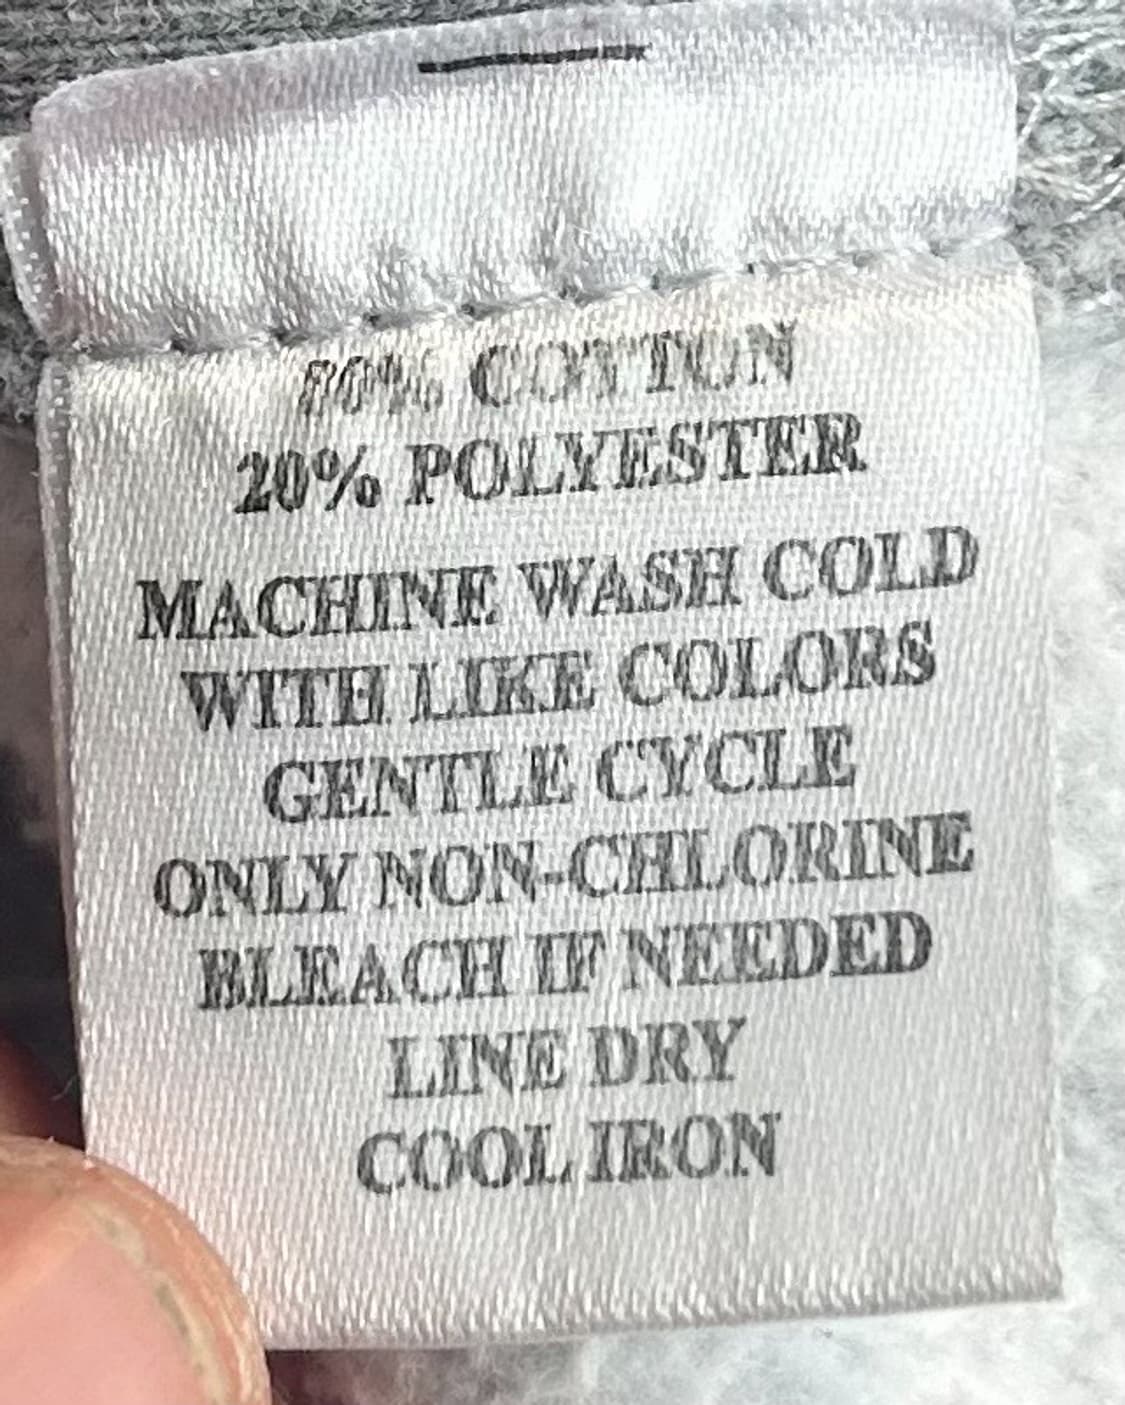 80% COTTON
20% POLYESTER
MACHINE WASH COLD
WITH LIKE COLORS
GENTLE CYCLE
ONLY NON-CHLORINE
BLEACH IF NEEDED
LINE DRY
COOL IRON